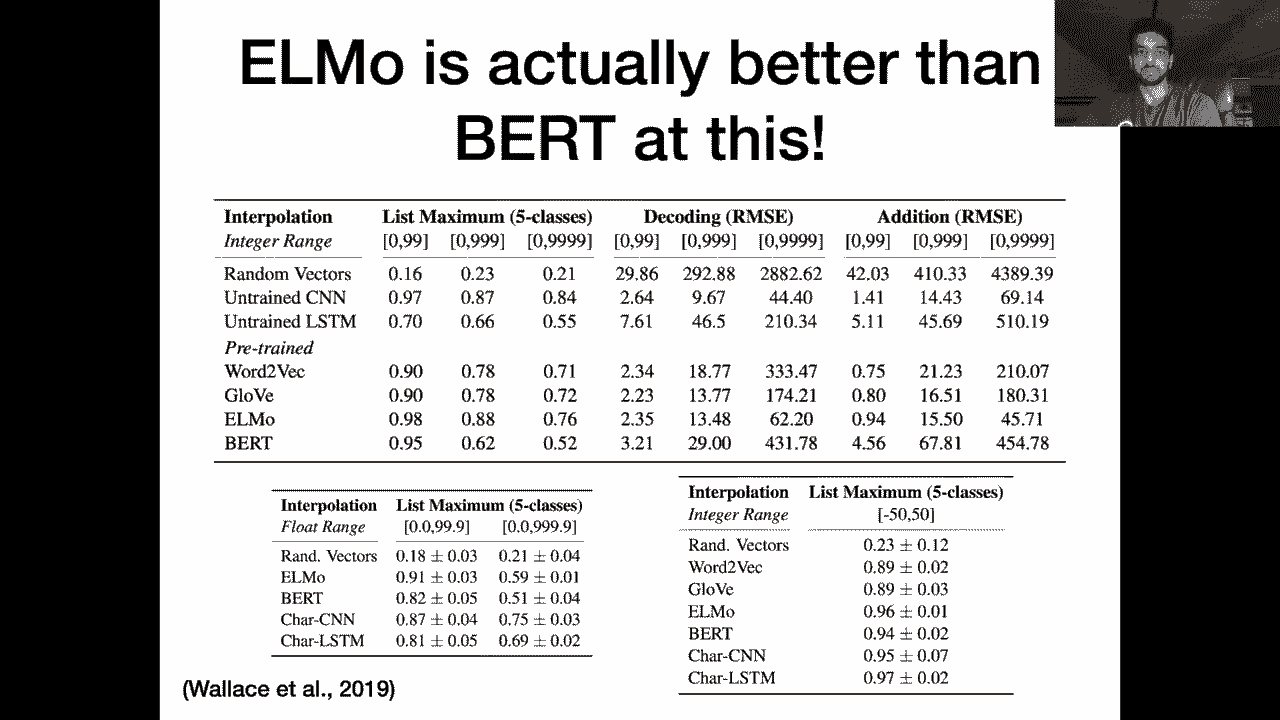 ELMo is actually better than
BERT at this!
Interpolation List Maximum (5-classes) Decoding (RMSE) Addition (RMSE)
Integer Range [0,99] [0,999] [0,9999] [0,99] [0,999] [0,9999] [0,99] [0,999] [0,9999]
Random Vectors 0.16 0.23 0.21 29.86 292.88 2882.62 42.03 410.33 4389.39
Untrained CNN 0.97 0.87 0.84 2.64 9.67 44.40 1.41 14.43 69.14
Untrained LSTM 0.70 0.66 0.55 7.61 46.5 210.34 5.11 45.69 510.19
Pre-trained
Word2Vec 0.90 0.78 0.71 2.34 18.77 333.47 0.75 21.23 210.07
GloVe 0.90 0.78 0.72 2.23 13.77 174.21 0.80 16.51 180.31
ELMo 0.98 0.88 0.76 2.35 13.48 62.20 0.94 15.50 45.71
BERT 0.95 0.62 0.52 3.21 29.00 431.78 4.56 67.81 454.78
Interpolation List Maximum (5-classes)
Float Range [0.0,99.9] [0.0,999.9]
Rand. Vectors 0.18 ± 0.03 0.21 ± 0.04
ELMo 0.91 ± 0.03 0.59 ± 0.01
BERT 0.82 ± 0.05 0.51 ± 0.04
Char-CNN 0.87 ± 0.04 0.75 ± 0.03
Char-LSTM 0.81 ± 0.05 0.69 ± 0.02
Interpolation List Maximum (5-classes)
Integer Range [-50,50]
Rand. Vectors 0.23 ± 0.12
Word2Vec 0.89 ± 0.02
GloVe 0.89 ± 0.03
ELMo 0.96 ± 0.01
BERT 0.94 ± 0.02
Char-CNN 0.95 ± 0.07
Char-LSTM 0.97 ± 0.02
(Wallace et al., 2019)